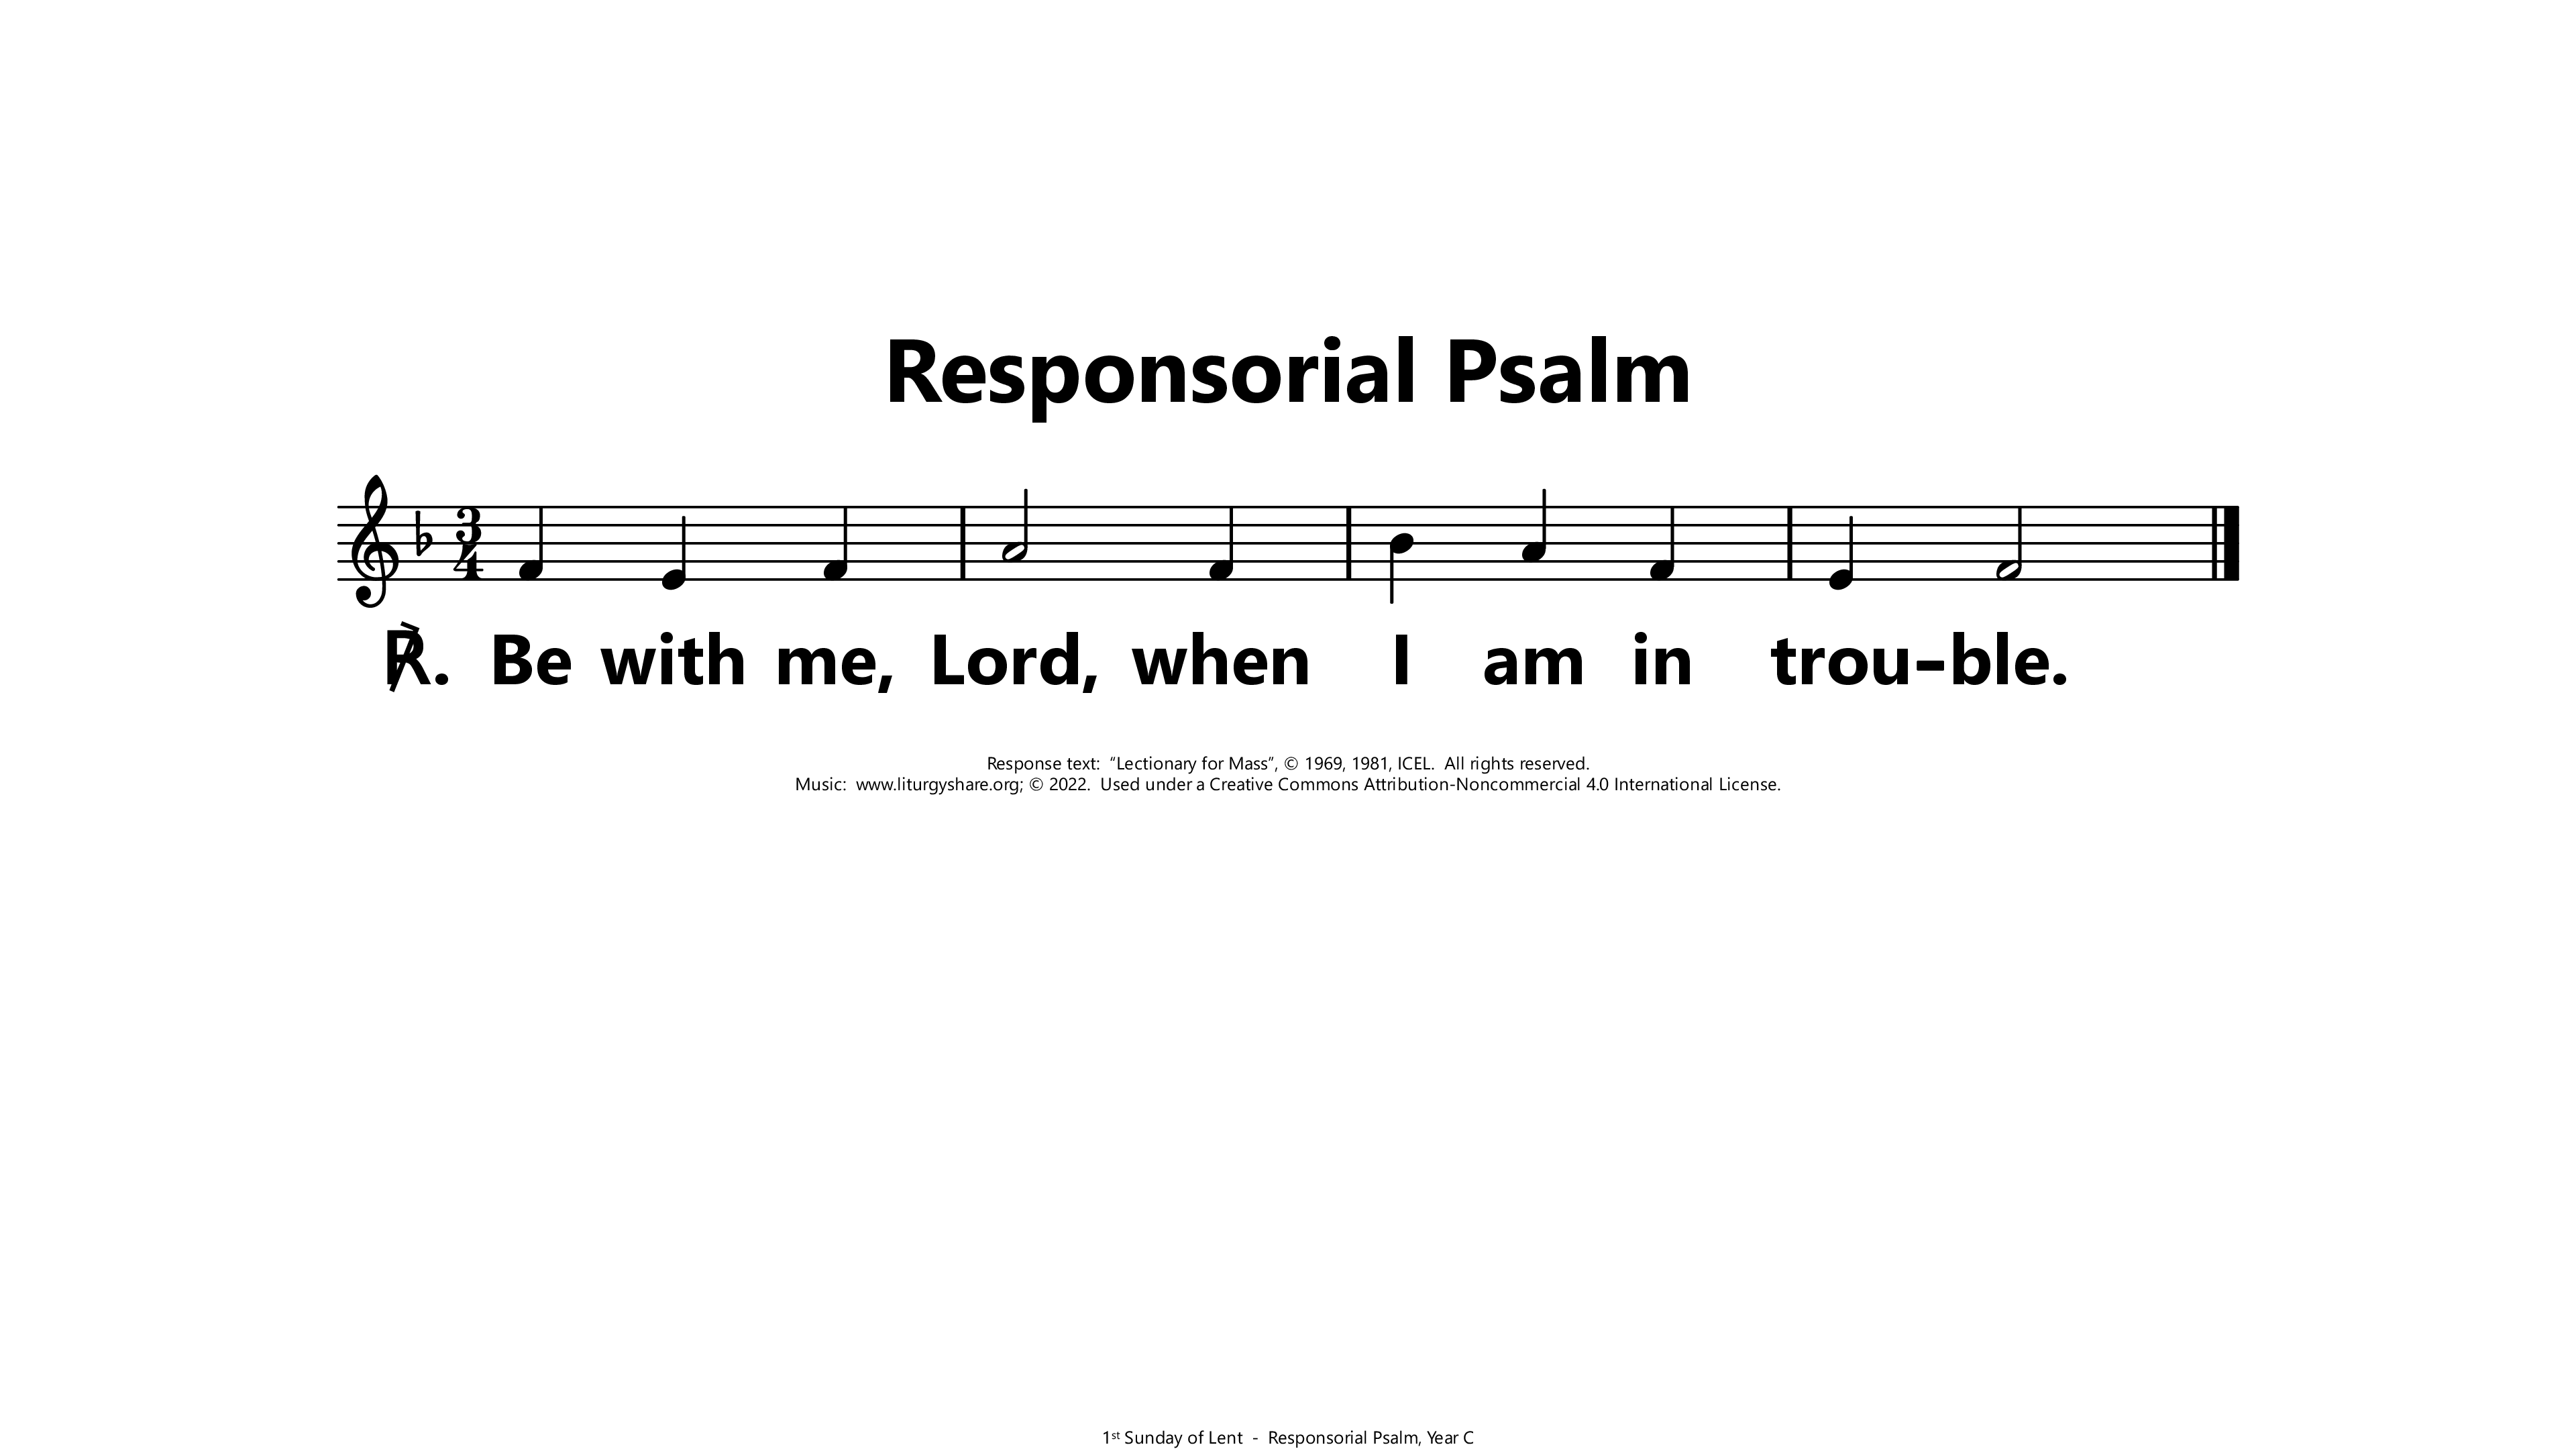 Responsorial Psalm
3
4
℟. Be with me, Lord, when I am in trou-ble.
Response text: “Lectionary for Mass”, © 1969, 1981, ICEL. All rights reserved.
Music: www.liturgyshare.org; © 2022. Used under a Creative Commons Attribution-Noncommercial 4.0 International License.
1st Sunday of Lent - Responsorial Psalm, Year C